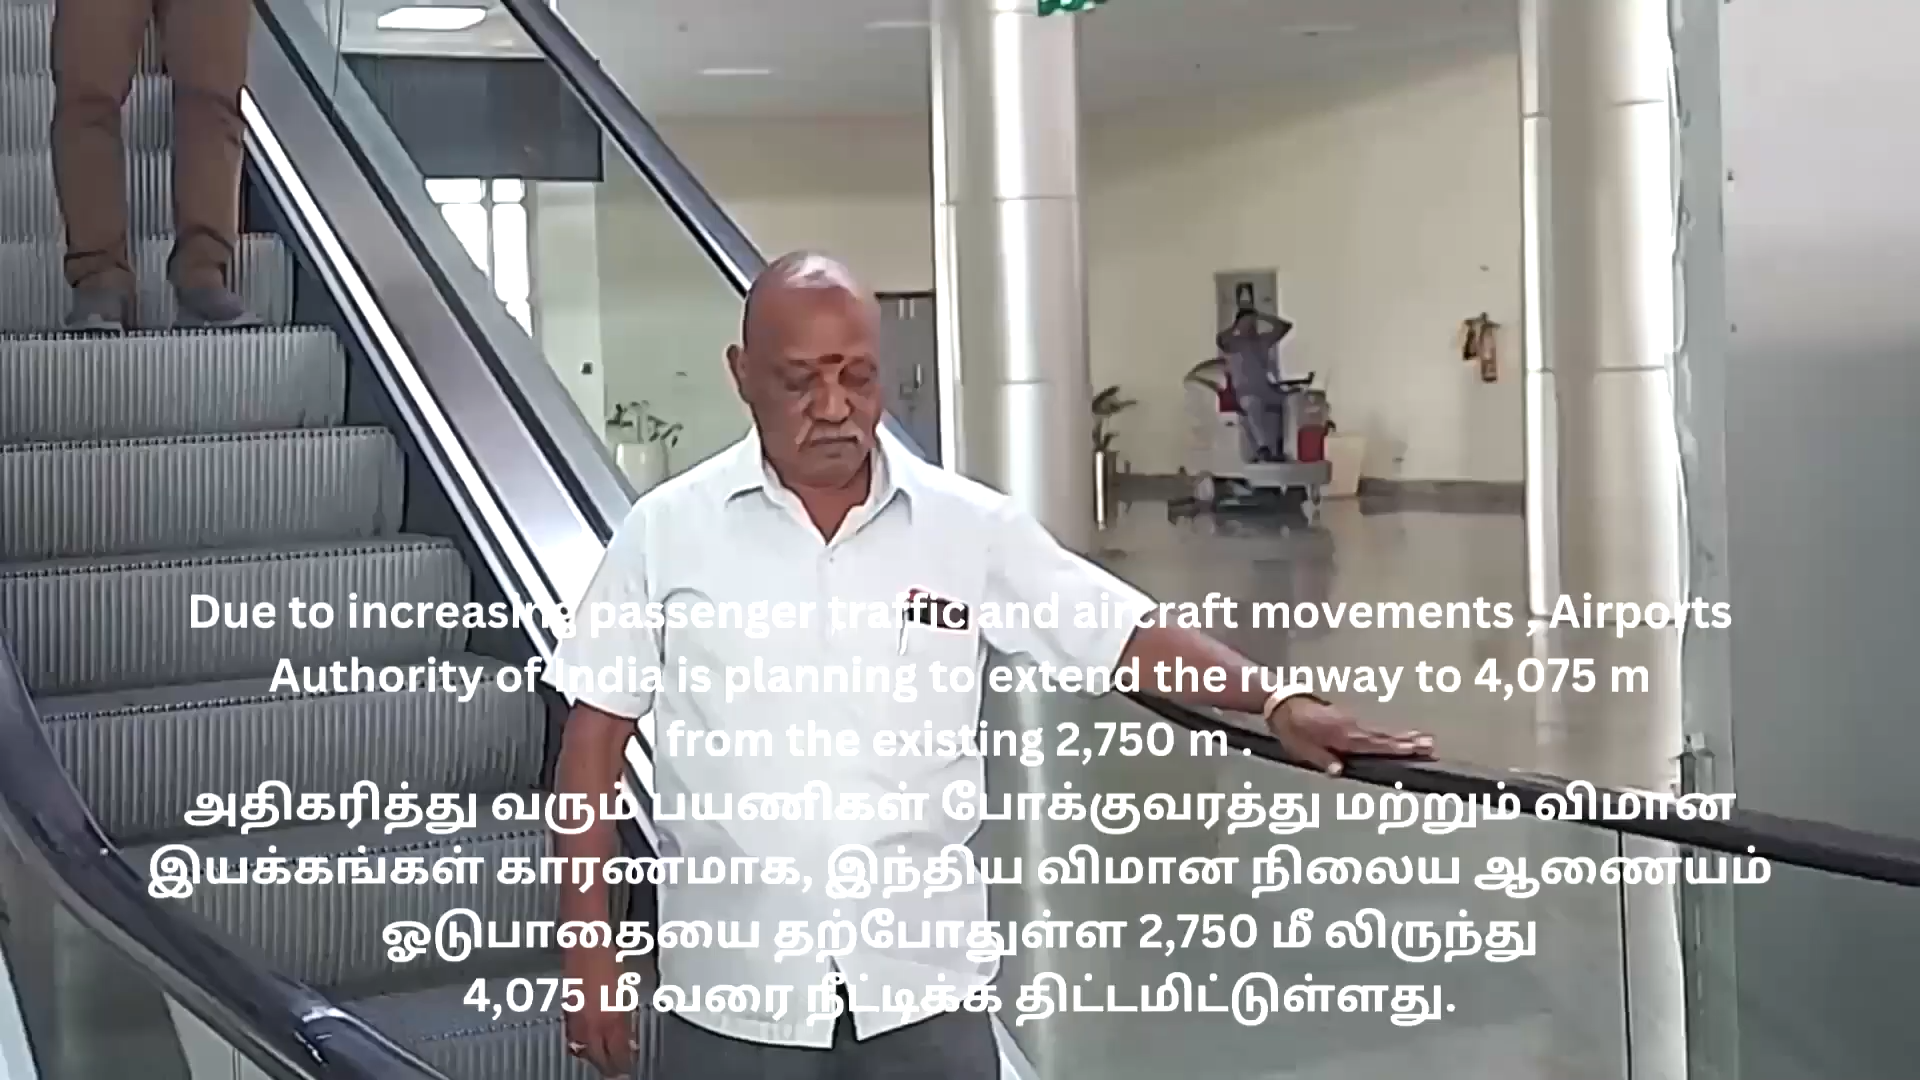 Due to increasing passenger traffic and aircraft movements , Airports
Authority of India is planning to extend the runway to 4,075 m
from the existing 2,750 m .
அதிகரித்து வரும் பயணிகள் போக்குவரத்து மற்றும் விமான
இயக்கங்கள் காரணமாக, இந்திய விமான நிலைய ஆணையம்
ஓடுபாதையை தற்போதுள்ள 2,750 மீ லிருந்து
4,075 மீ வரை நீட்டிக்க திட்டமிட்டுள்ளது.